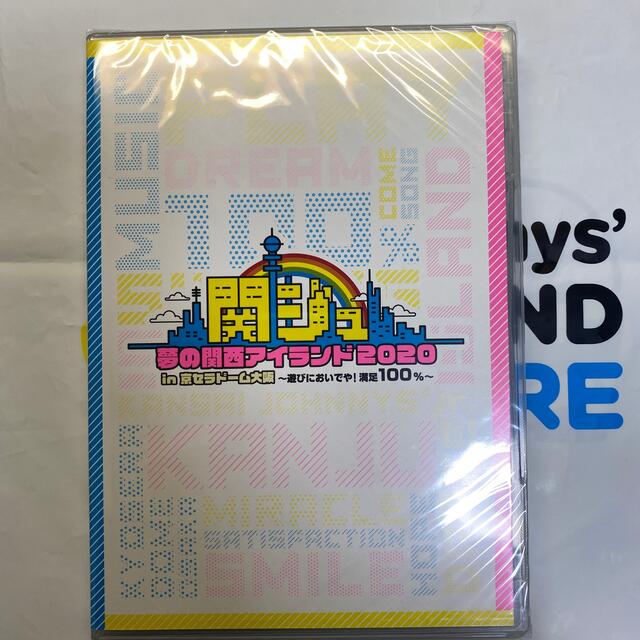 PLAY
MUSIC
DREAM
COME
SONG
100%
ISLAND
関ジュ
夢の関西アイランド2020
in 京セラドーム大阪 ～遊びにおいでや！満足100％～
KANSAI JOHNNYS'
KANJU
KYOCERA
DOME
OSAKA
MIRACLE
SATISFACTION
SMILE
ys'
ND
RE